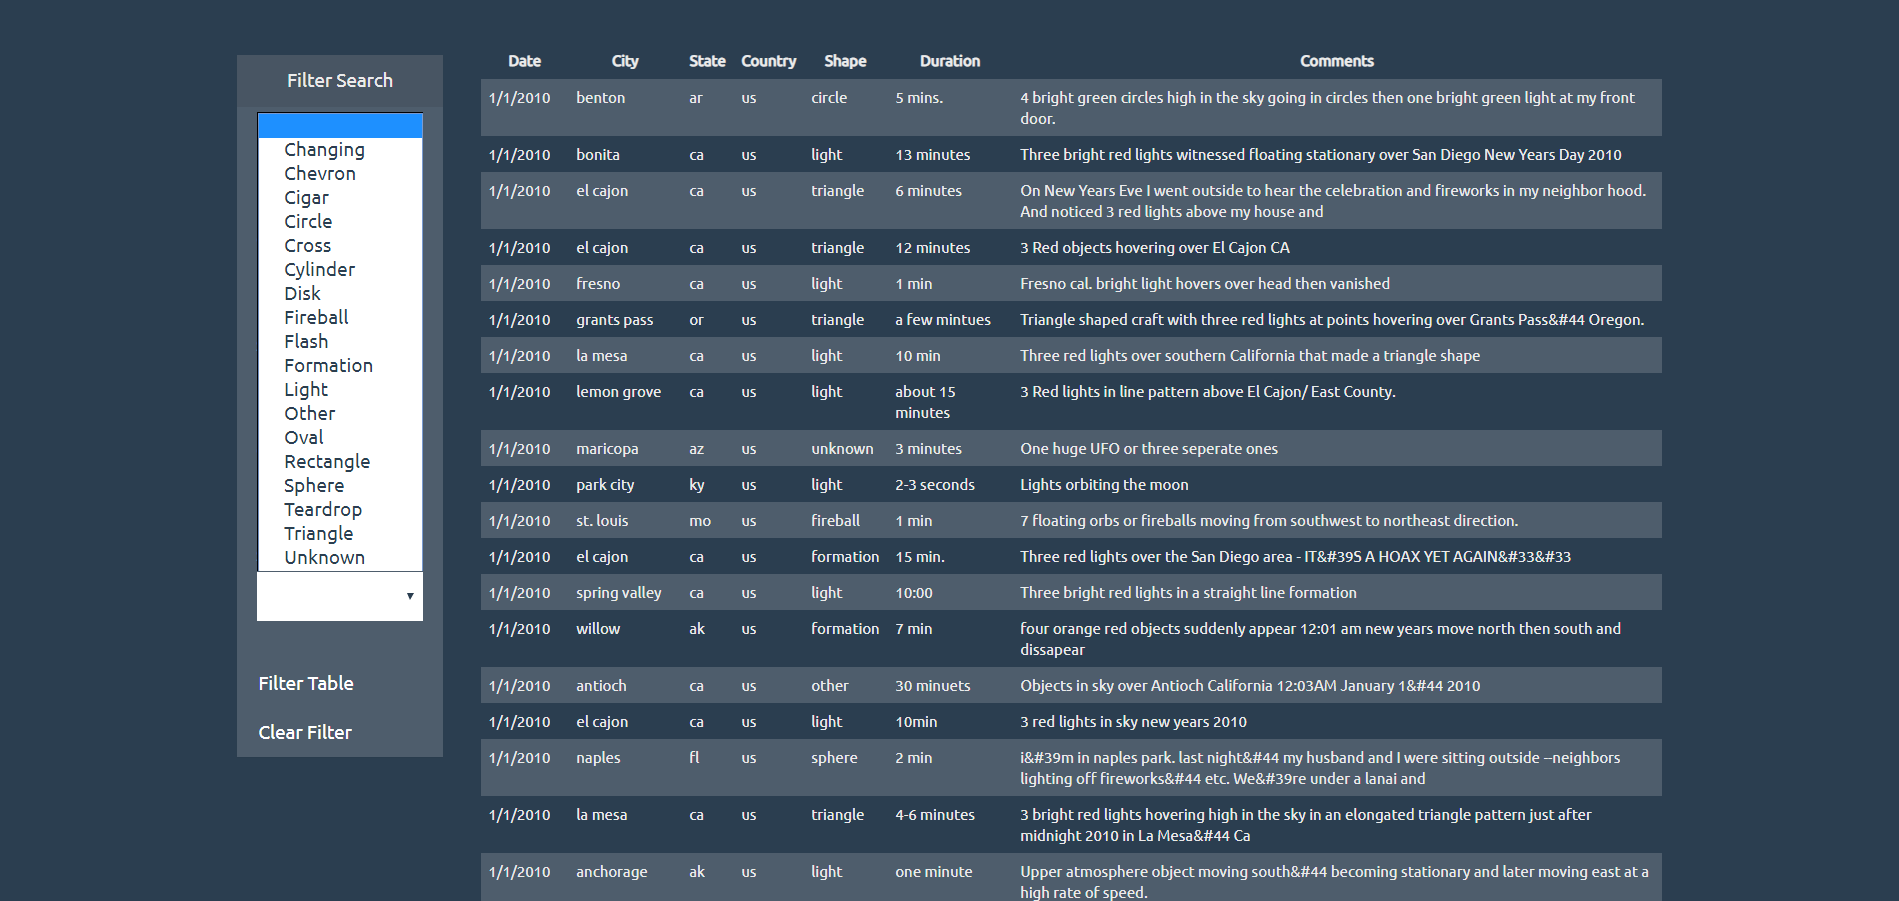 Filter Search
Changing
Chevron
Cigar
Circle
Cross
Cylinder
Disk
Fireball
Flash
Formation
Light
Other
Oval
Rectangle
Sphere
Teardrop
Triangle
Unknown
Filter Table
Clear Filter
Date City State Country Shape Duration Comments
1/1/2010 benton ar us circle 5 mins. 4 bright green circles high in the sky going in circles then one bright green light at my front
door.
1/1/2010 bonita ca us light 13 minutes Three bright red lights witnessed floating stationary over San Diego New Years Day 2010
1/1/2010 el cajon ca us triangle 6 minutes On New Years Eve I went outside to hear the celebration and fireworks in my neighbor hood.
And noticed 3 red lights above my house and
1/1/2010 el cajon ca us triangle 12 minutes 3 Red objects hovering over El Cajon CA
1/1/2010 fresno ca us light 1 min Fresno cal. bright light hovers over head then vanished
1/1/2010 grants pass or us triangle a few mintues Triangle shaped craft with three red lights at points hovering over Grants Pass&#44 Oregon.
1/1/2010 la mesa ca us light 10 min Three red lights over southern California that made a triangle shape
1/1/2010 lemon grove ca us light about 15 3 Red lights in line pattern above El Cajon/ East County.
minutes
1/1/2010 maricopa az us unknown 3 minutes One huge UFO or three seperate ones
1/1/2010 park city ky us light 2-3 seconds Lights orbiting the moon
1/1/2010 st. louis mo us fireball 1 min 7 floating orbs or fireballs moving from southwest to northeast direction.
1/1/2010 el cajon ca us formation 15 min. Three red lights over the San Diego area - IT&#39S A HOAX YET AGAIN&#33&#33
1/1/2010 spring valley ca us light 10:00 Three bright red lights in a straight line formation
1/1/2010 willow ak us formation 7 min four orange red objects suddenly appear 12:01 am new years move north then south and
dissapear
1/1/2010 antioch ca us other 30 minuets Objects in sky over Antioch California 12:03AM January 1&#44 2010
1/1/2010 el cajon ca us light 10min 3 red lights in sky new years 2010
1/1/2010 naples fl us sphere 2 min i&#39m in naples park. last night&#44 my husband and I were sitting outside --neighbors
lighting off fireworks&#44 etc. We&#39re under a lanai and
1/1/2010 la mesa ca us triangle 4-6 minutes 3 bright red lights hovering high in the sky in an elongated triangle pattern just after
midnight 2010 in La Mesa&#44 Ca
1/1/2010 anchorage ak us light one minute Upper atmosphere object moving south&#44 becoming stationary and later moving east at a
high rate of speed.